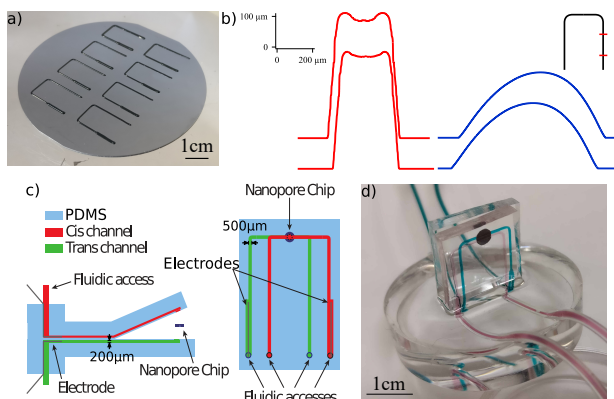 a)
1cm
b)
100 µm
0
0
200 µm
c)
PDMS
Cis channel
Trans channel
Fluidic access
200µm
Electrode
Nanopore Chip
Nanopore Chip
500µm
Electrodes
Fluidic accesses
d)
1cm